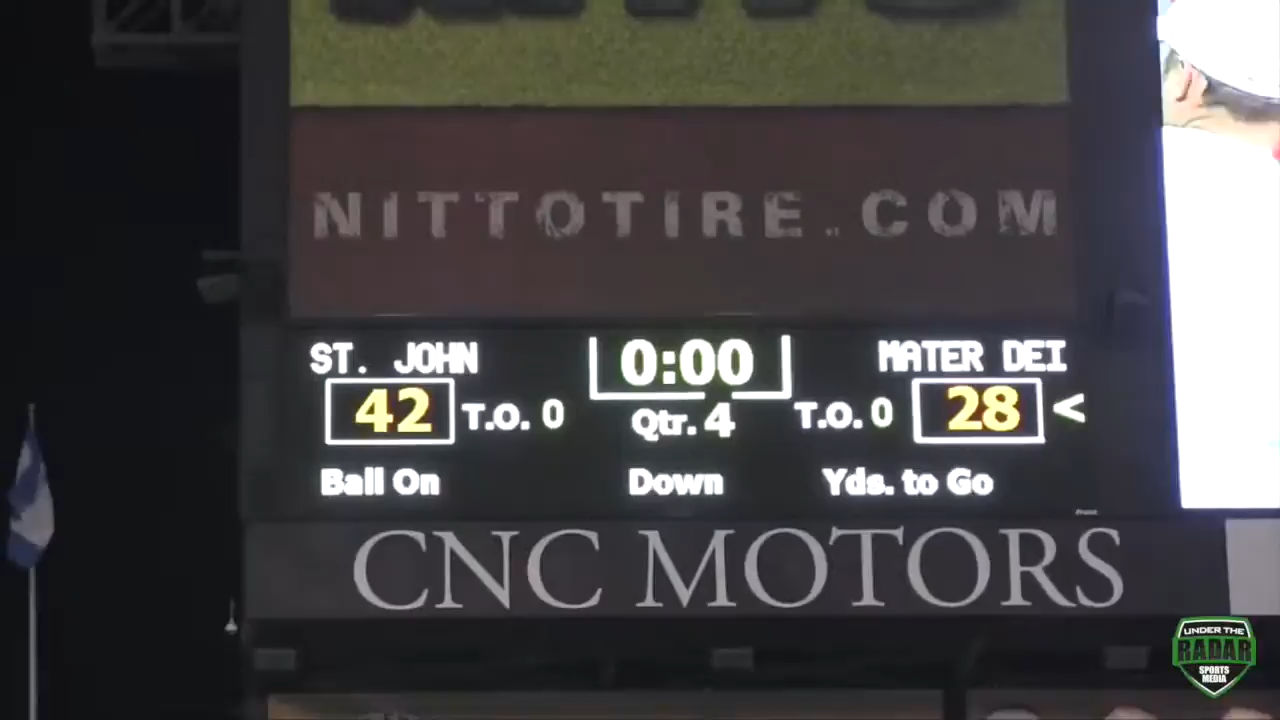 NITTOTIRE.COM
ST. JOHN 0:00 MATER DEI
42 T.O. 0 Qtr. 4 T.O. 0 28 <
Ball On Down Yds. to Go
CNC MOTORS
UNDER THE
RADAR
SPORTS
MEDIA